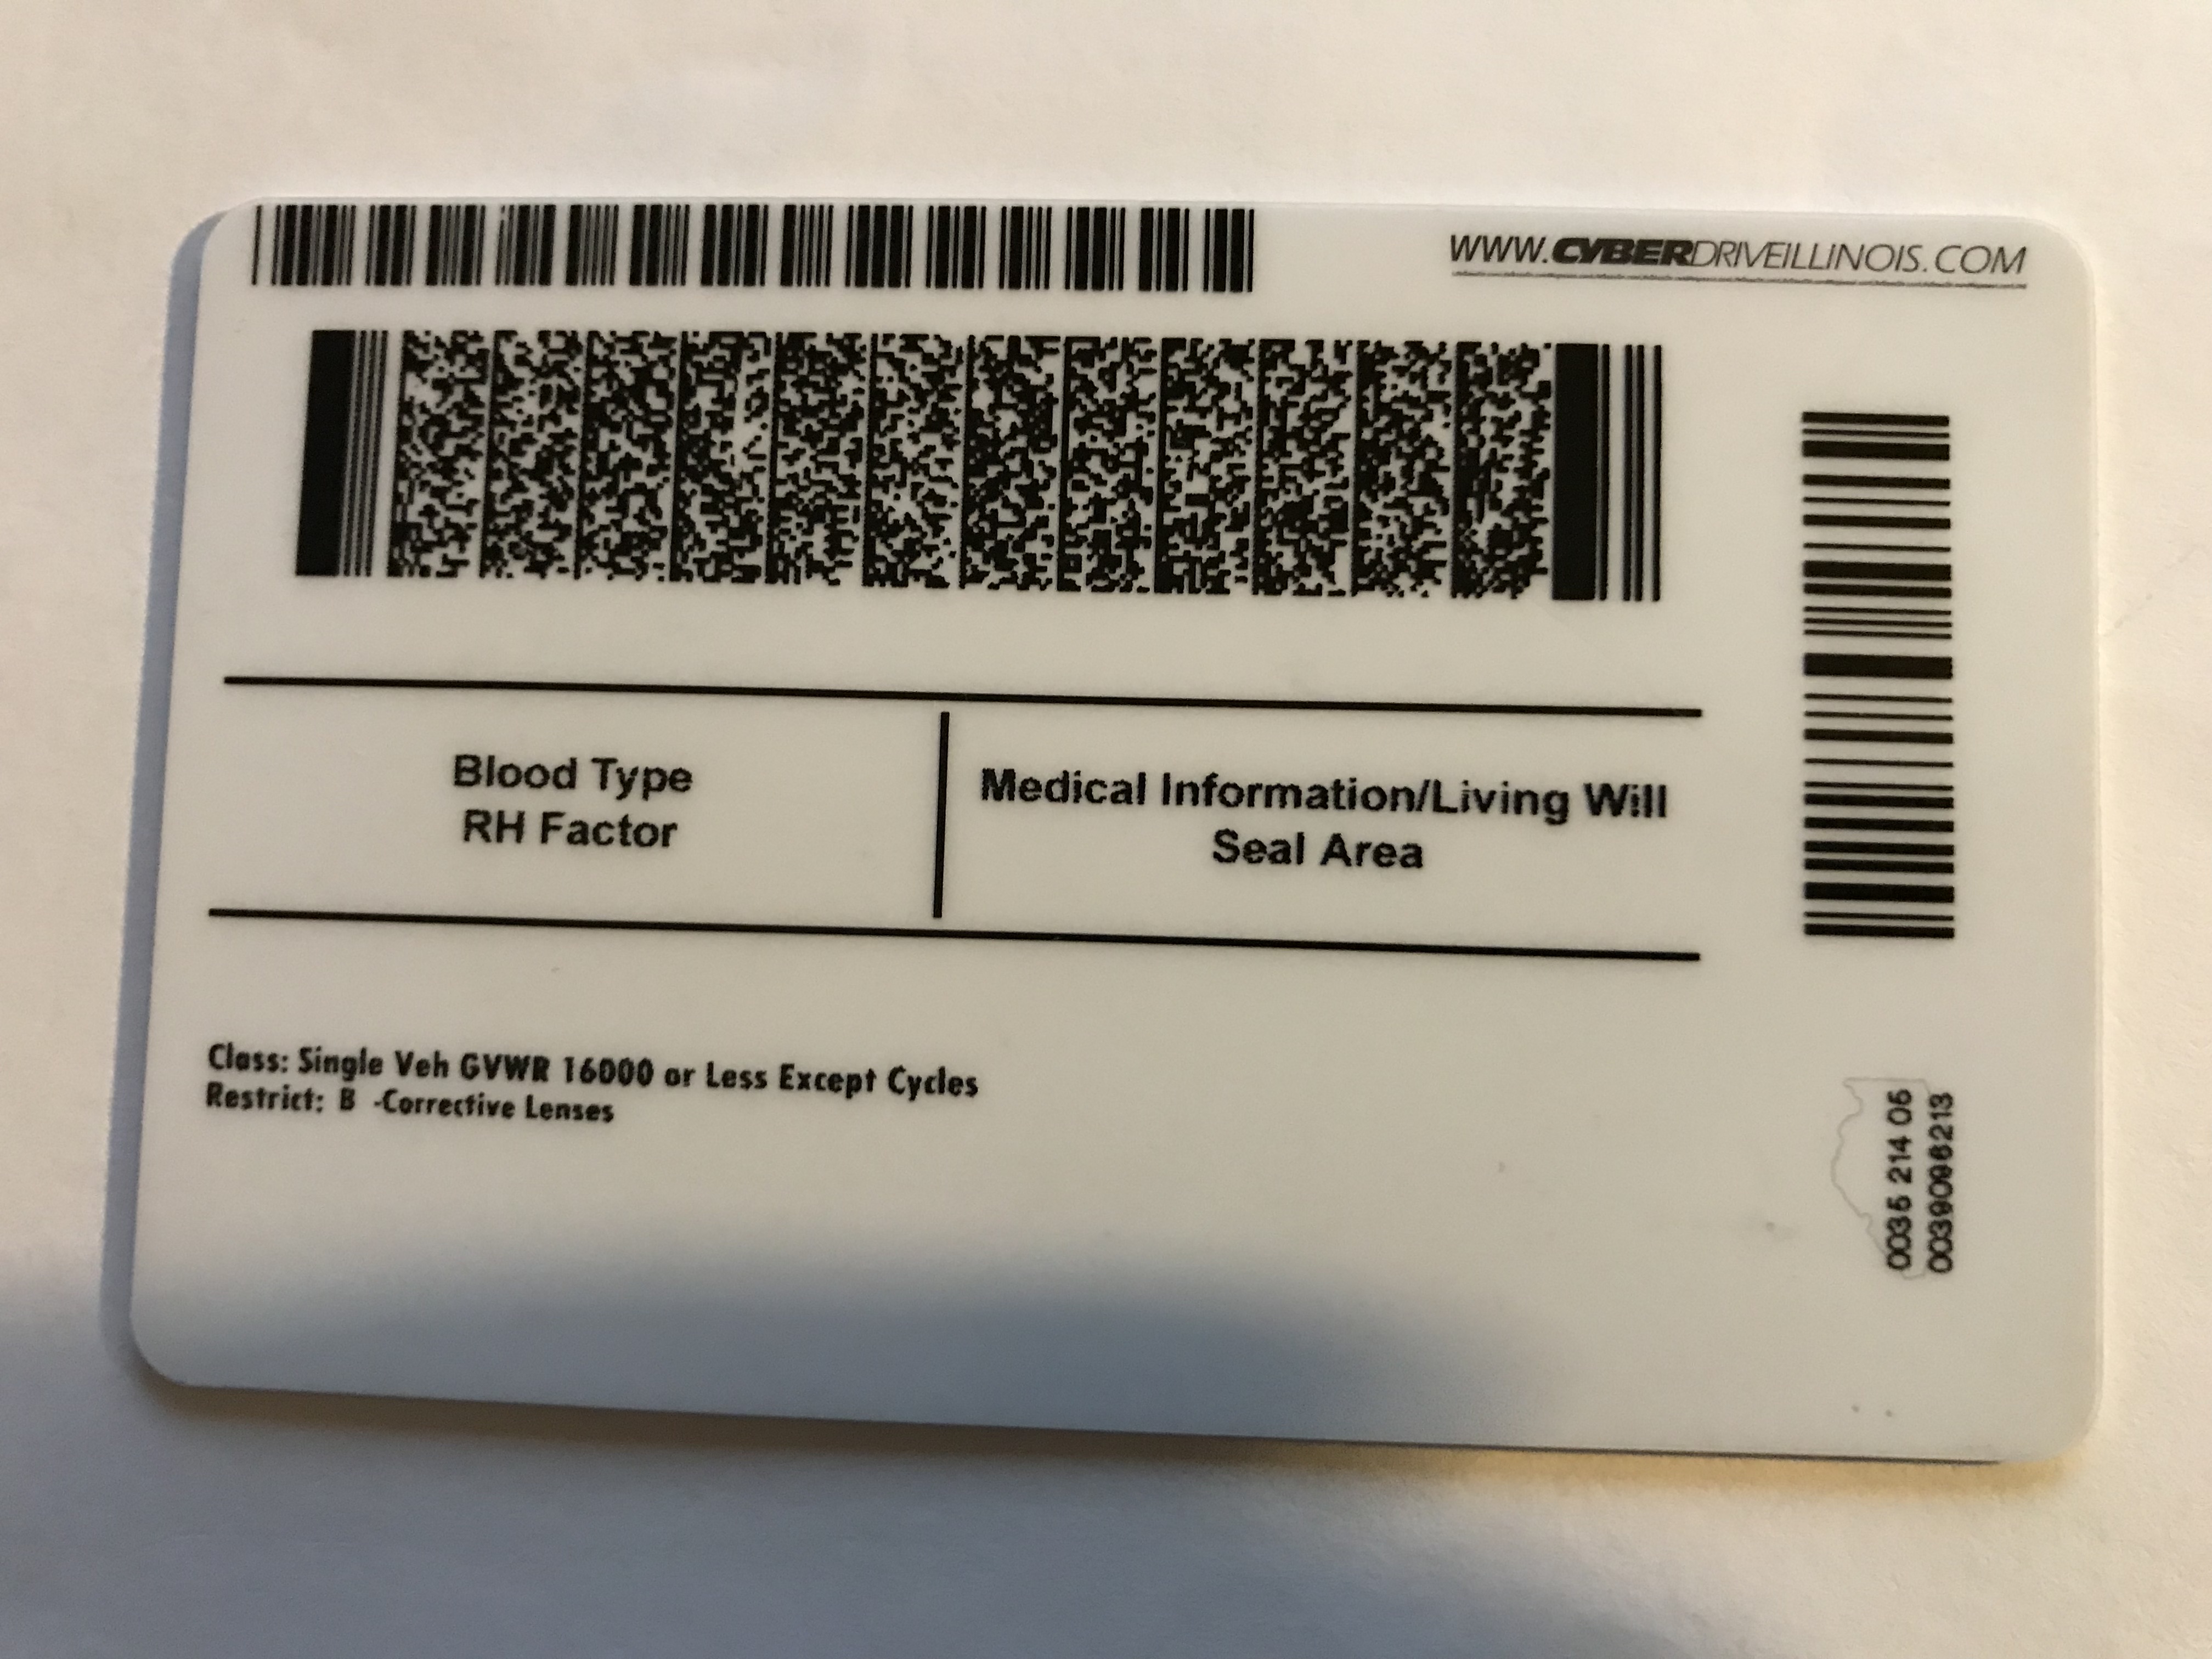 WWW.CYBERDRIVEILLINOIS.COM
Blood Type
RH Factor
Medical Information/Living Will
Seal Area
Class: Single Veh GVWR 16000 or Less Except Cycles
Restrict: B -Corrective Lenses
0035 214 05
0039096213